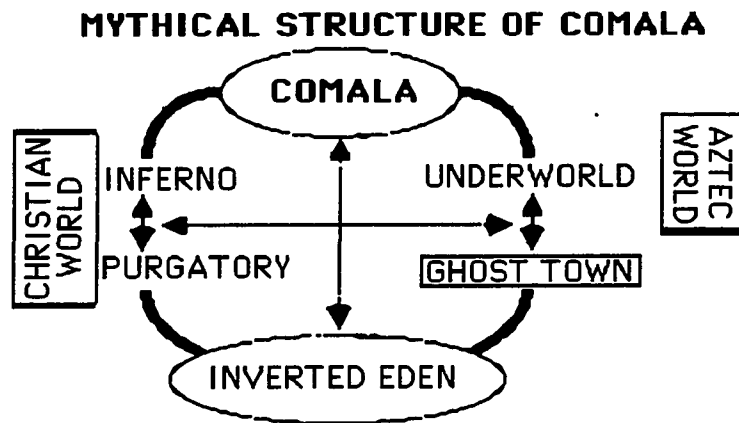 MYTHICAL STRUCTURE OF COMALA
COMALA
CHRISTIAN
WORLD
INFERNO
UNDERWORLD
AZTEC
WORLD
PURGATORY
GHOST TOWN
INVERTED EDEN